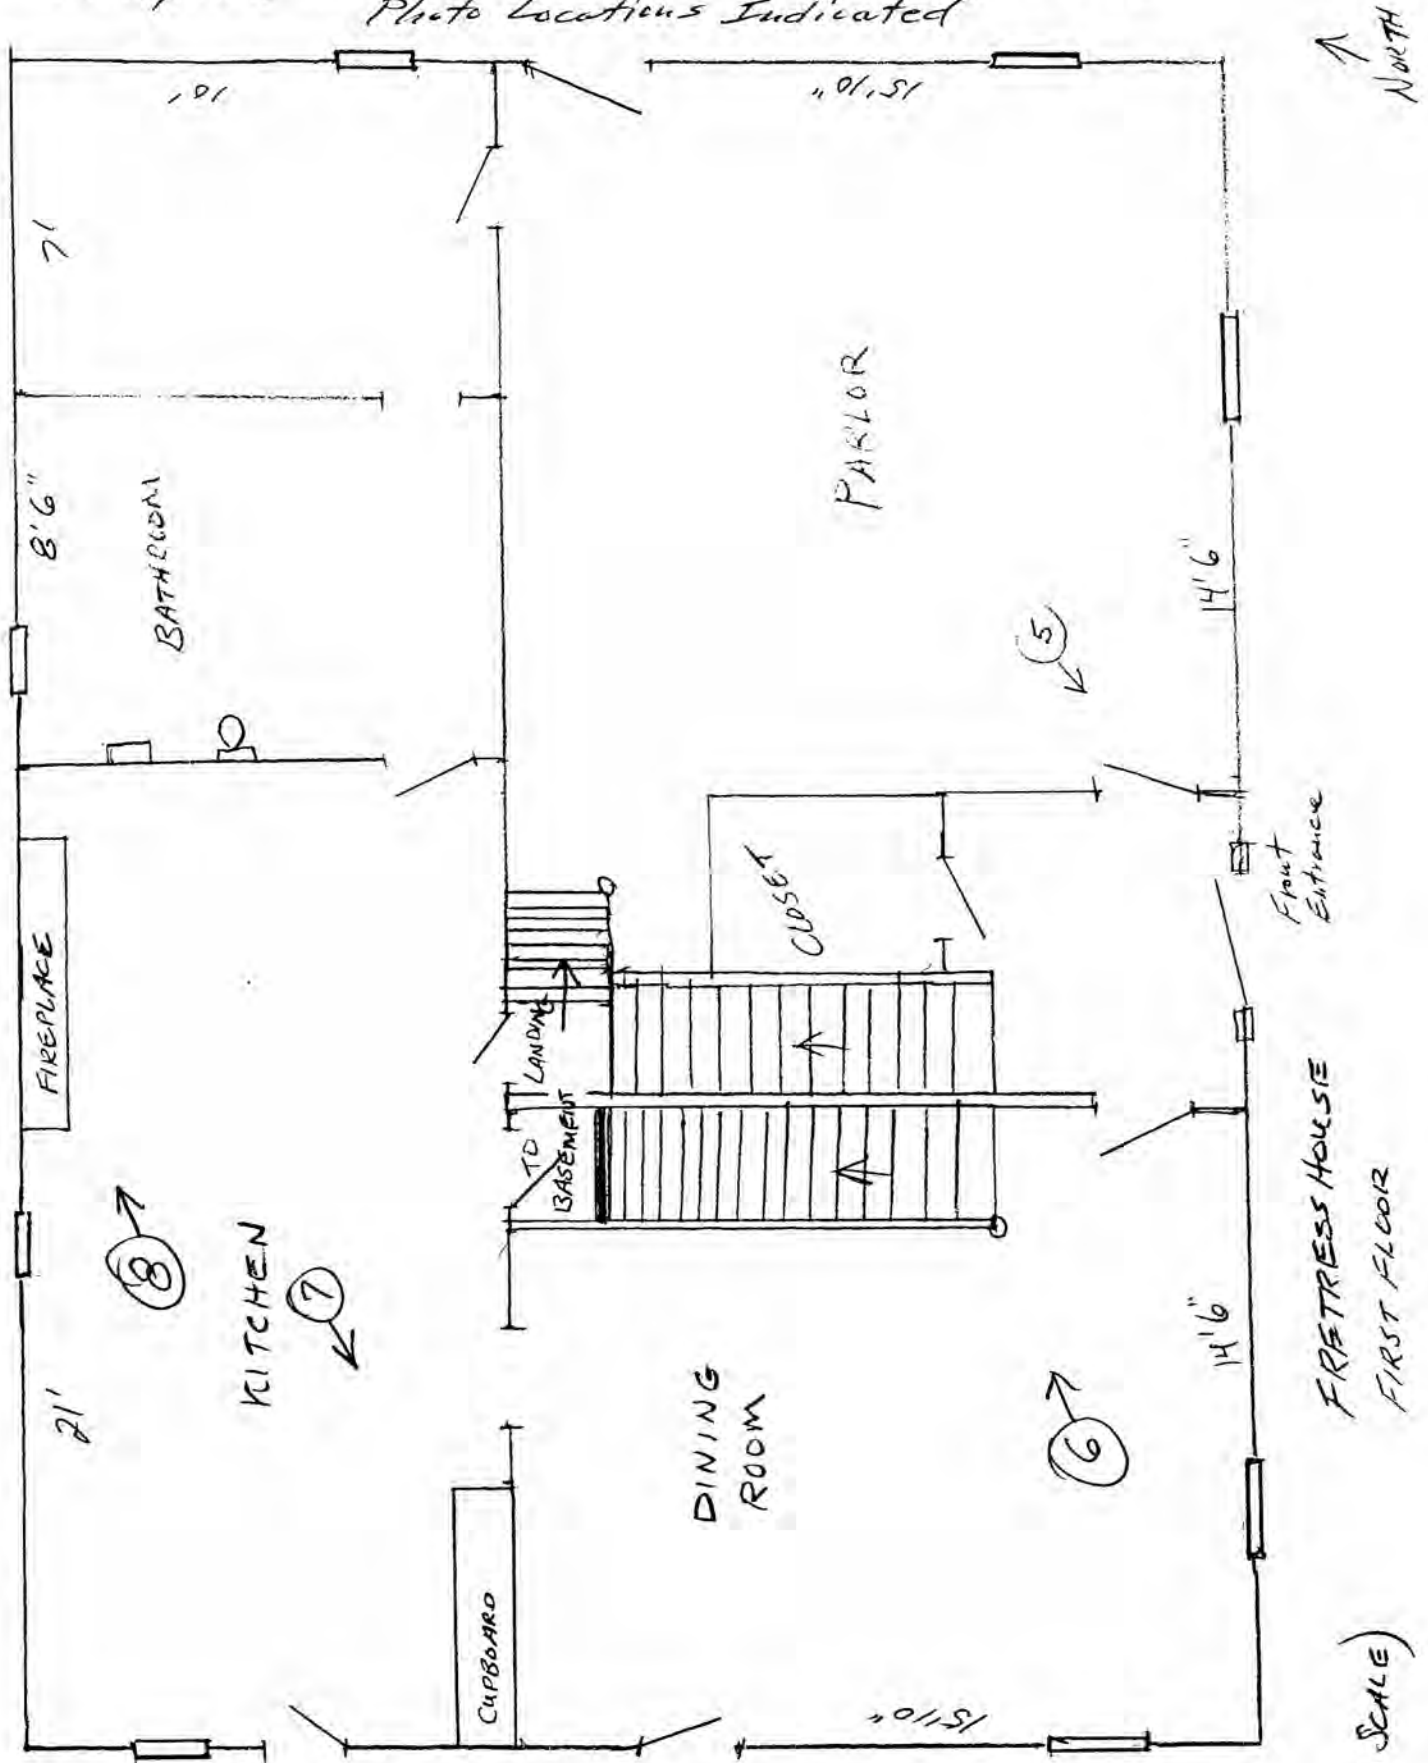 Photo Locations Indicated
NORTH
10'
15'10"
7'
8'6"
BATHROOM
PARLOR
14'6"
5
FIREPLACE
CLOSET
Front
Entrance
LANDING
TO
BASEMENT
8
KITCHEN
7
21'
DINING
ROOM
6
14'6"
CUPBOARD
15'10"
FRETRESS HOUSE
FIRST FLOOR
SCALE)